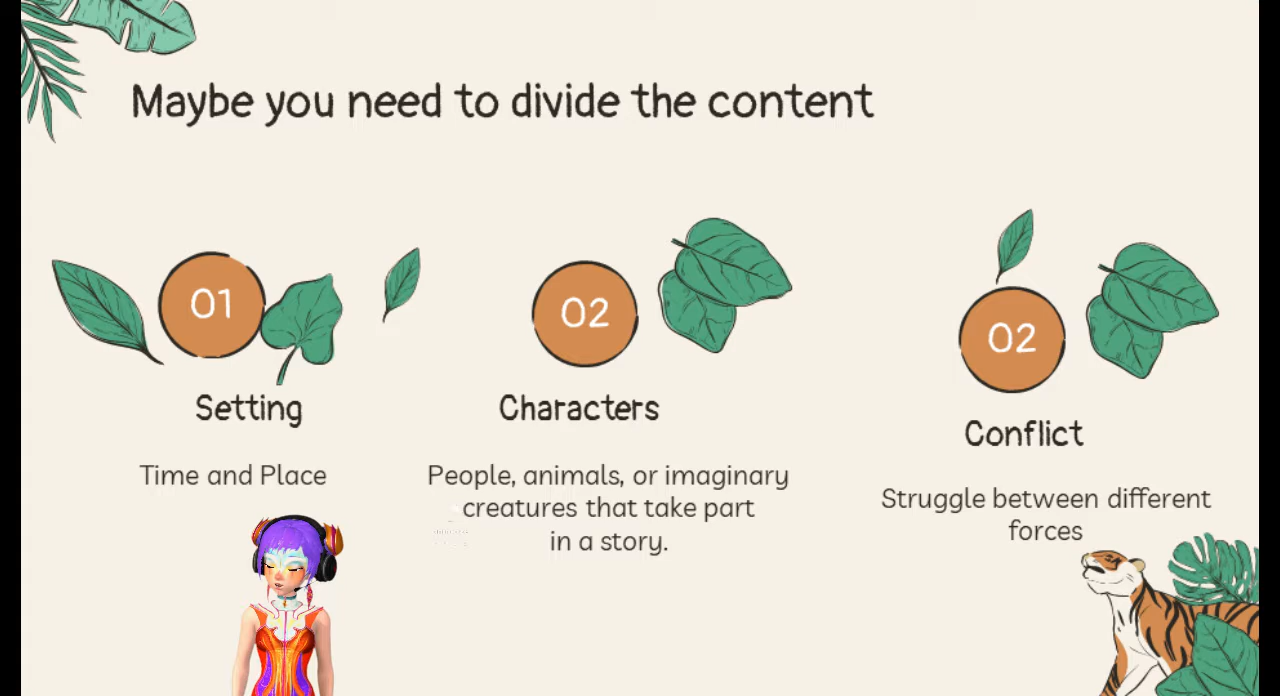 Maybe you need to divide the content
01
Setting
Time and Place
02
Characters
People, animals, or imaginary
creatures that take part
in a story.
02
Conflict
Struggle between different
forces